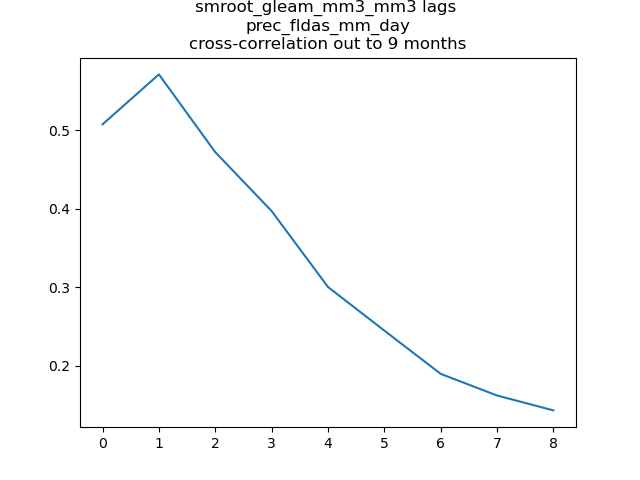 smroot_gleam_mm3_mm3 lags
prec_fldas_mm_day
cross-correlation out to 9 months
0.5
0.4
0.3
0.2
0 1 2 3 4 5 6 7 8